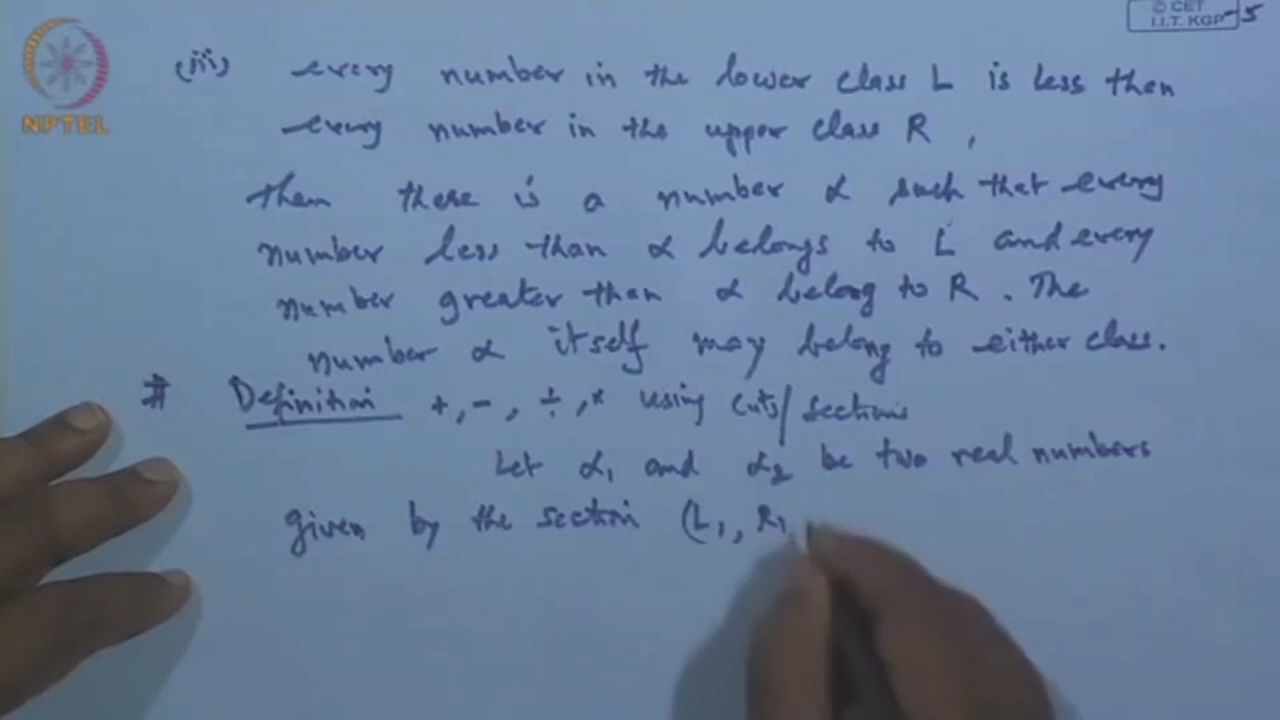 © CET
I.I.T. KGP
-5
NPTEL
(iii) every number in the lower class L is less then
every number in the upper class R ,
then there is a number α such that every
number less than α belongs to L and every
number greater than α belong to R . The
number α itself may belong to either class.
# Definition +, -, ÷, × using cuts/ sections
Let α₁ and α₂ be two real numbers
given by the section (L₁, R₁